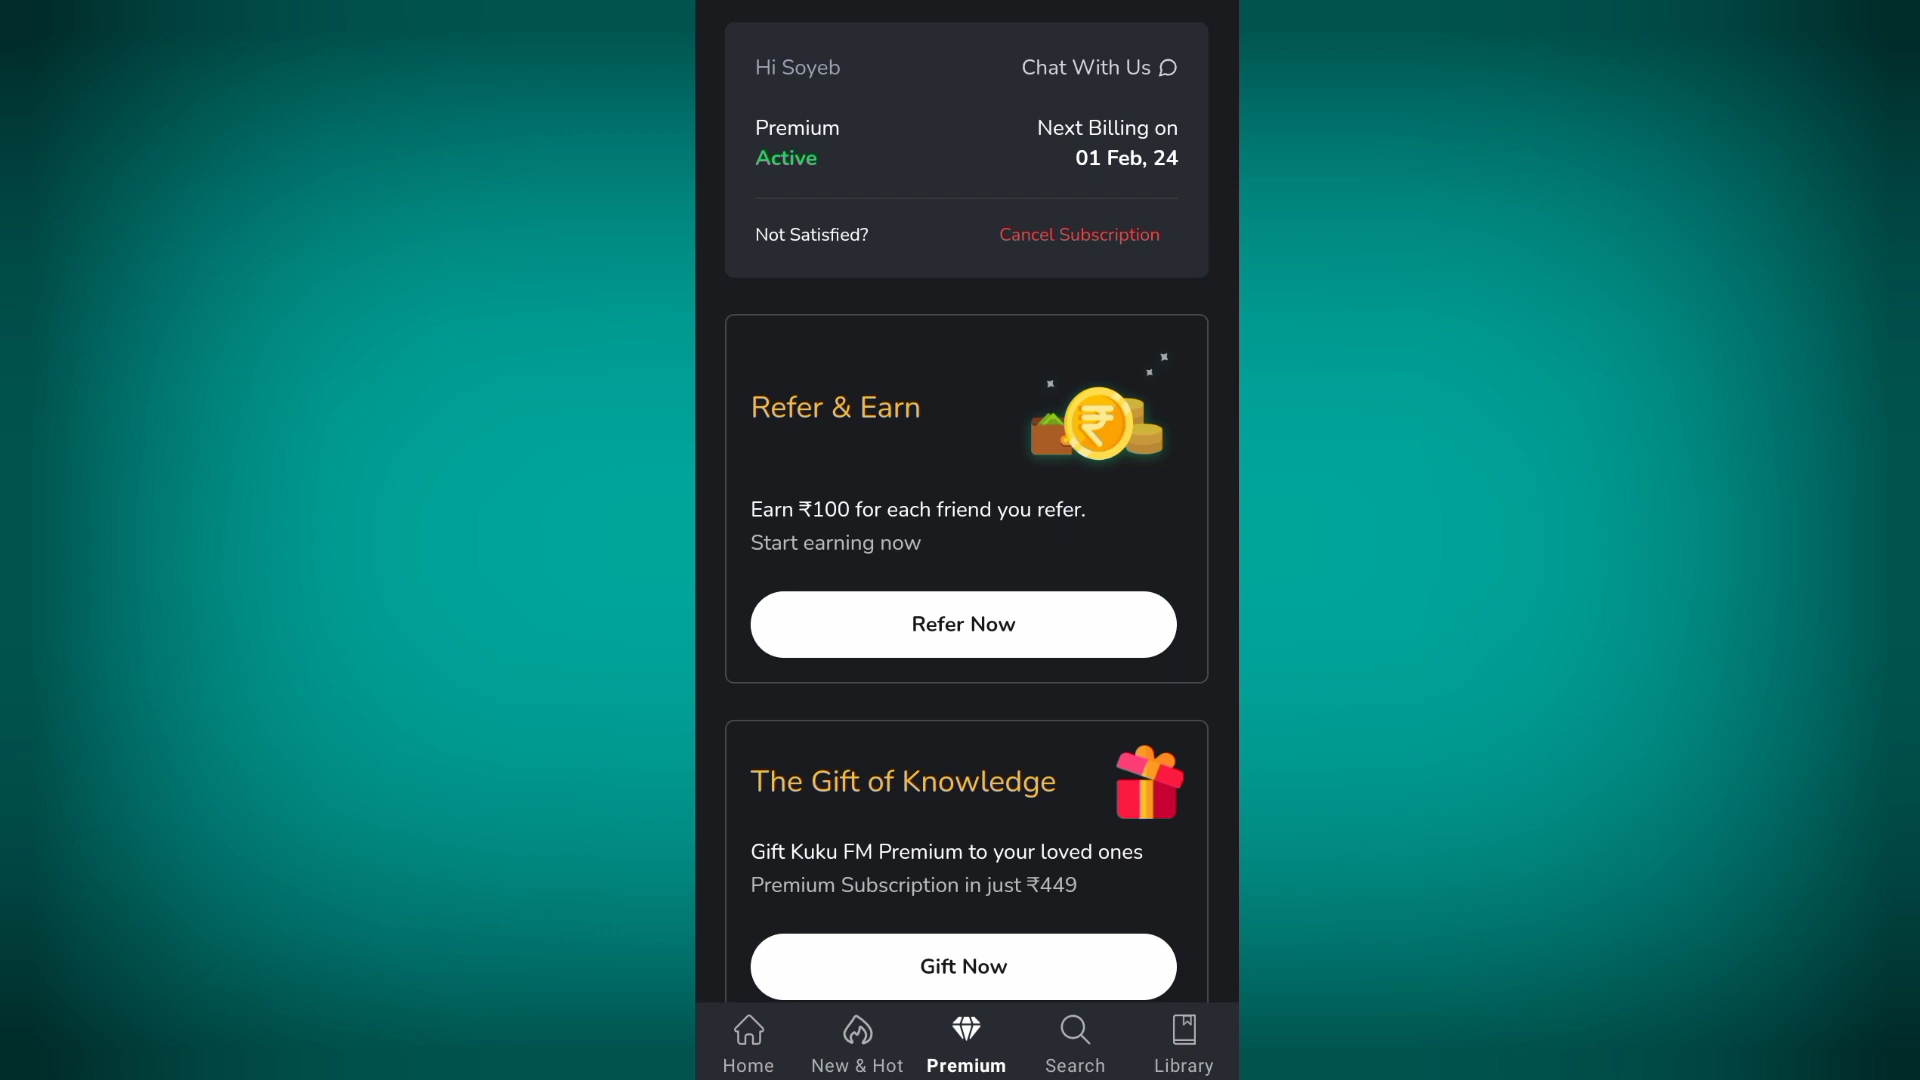 Hi Soyeb
Chat With Us
Premium
Next Billing on
Active
01 Feb, 24
Not Satisfied?
Cancel Subscription
Refer & Earn
₹
Earn ₹100 for each friend you refer.
Start earning now
Refer Now
The Gift of Knowledge
Gift Kuku FM Premium to your loved ones
Premium Subscription in just ₹449
Gift Now
Home
New & Hot
Premium
Search
Library